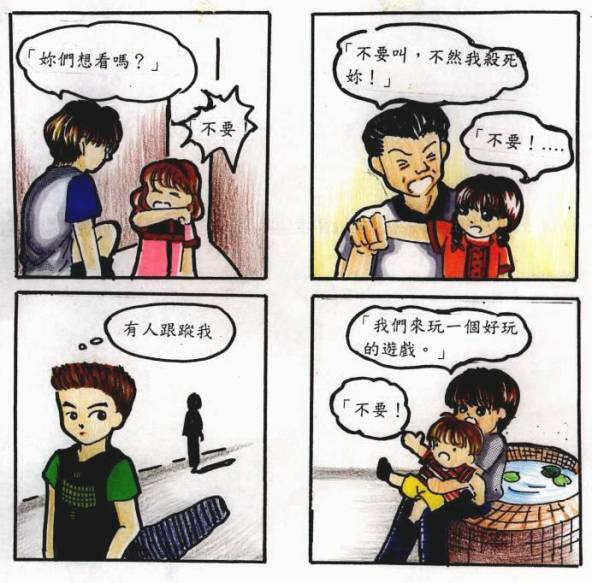 「妳們想看嗎？」
「不要！
「不要叫，不然我殺死
妳！」
「不要！....
有人跟蹤我
「我們來玩一個好玩
的遊戲。」
「不要！